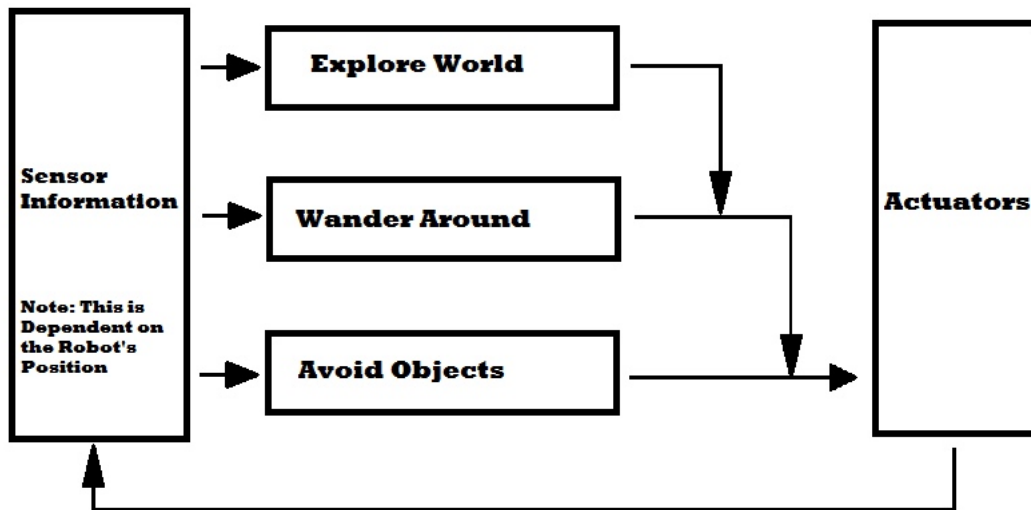 Explore World
Sensor
Information
Wander Around
Actuators
Note: This is
Dependent on
the Robot's
Position
Avoid Objects